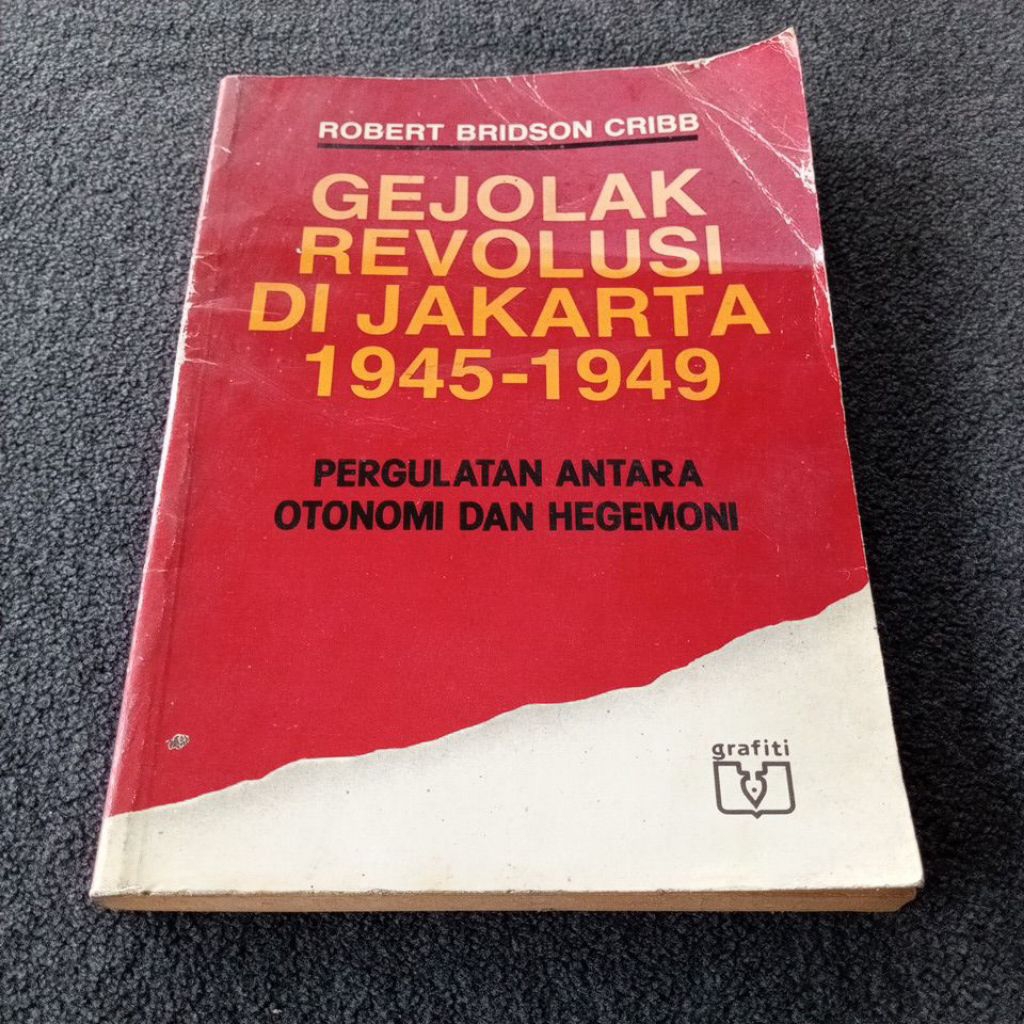 ROBERT BRIDSON CRIBB
GEJOLAK
REVOLUSI
DI JAKARTA
1945-1949
PERGULATAN ANTARA
OTONOMI DAN HEGEMONI
grafiti